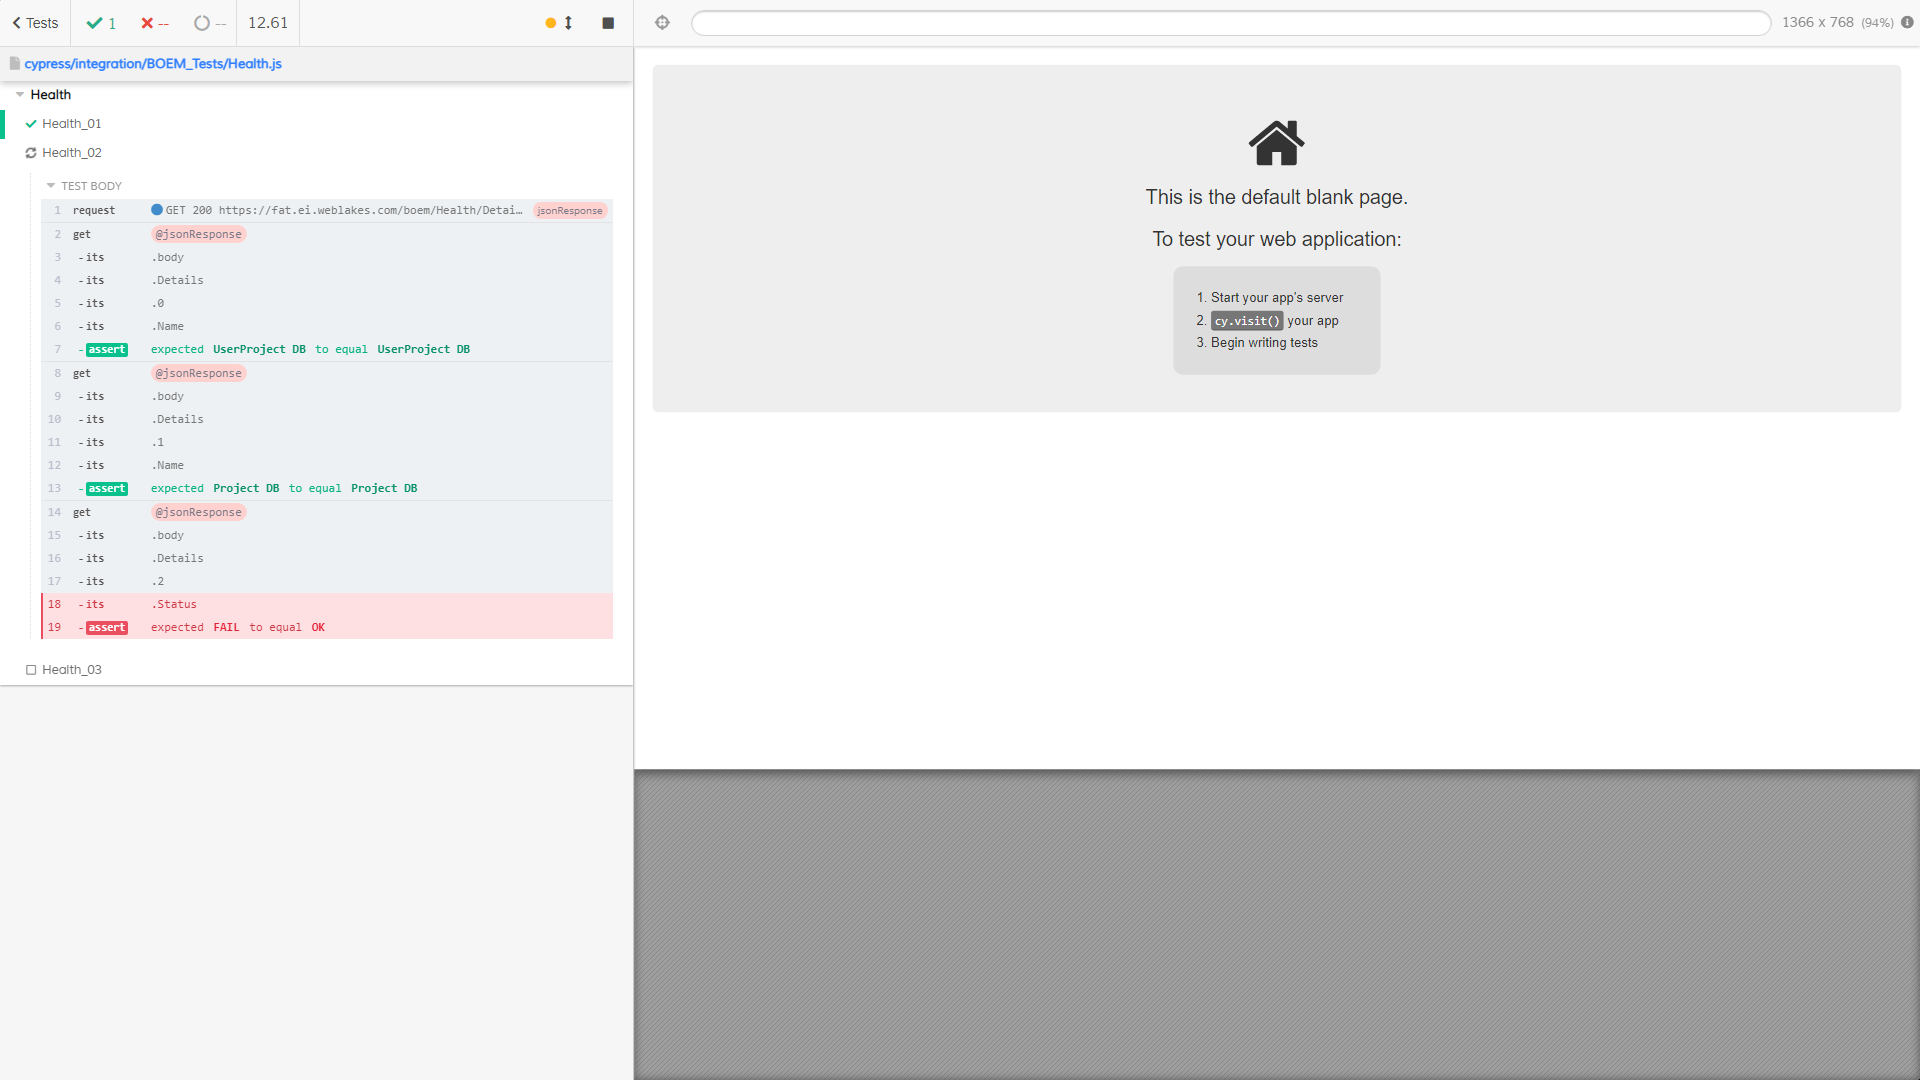 Tests 1 -- -- 12.61
1366 x 768 (94%)
cypress/integration/BOEM_Tests/Health.js
Health
Health_01
Health_02
TEST BODY
1 request GET 200 https://fat.ei.weblakes.com/boem/Health/Detai... jsonResponse
2 get @jsonResponse
3 -its .body
4 -its .Details
5 -its .0
6 -its .Name
7 -assert expected UserProject DB to equal UserProject DB
8 get @jsonResponse
9 -its .body
10 -its .Details
11 -its .1
12 -its .Name
13 -assert expected Project DB to equal Project DB
14 get @jsonResponse
15 -its .body
16 -its .Details
17 -its .2
18 -its .Status
19 -assert expected FAIL to equal OK
Health_03
This is the default blank page.
To test your web application:
1. Start your app's server
2. cy.visit() your app
3. Begin writing tests